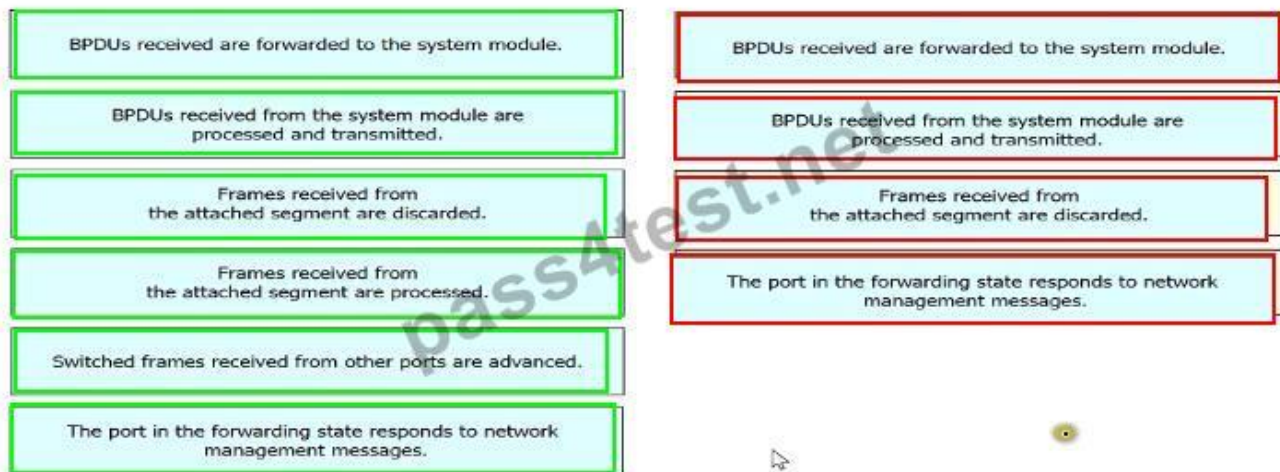 BPDUs received are forwarded to the system module.
BPDUs received from the system module are
processed and transmitted.
Frames received from
the attached segment are discarded.
Frames received from
the attached segment are processed.
Switched frames received from other ports are advanced.
The port in the forwarding state responds to network
management messages.
BPDUs received are forwarded to the system module.
BPDUs received from the system module are
processed and transmitted.
Frames received from
the attached segment are discarded.
The port in the forwarding state responds to network
management messages.
pass4test.net